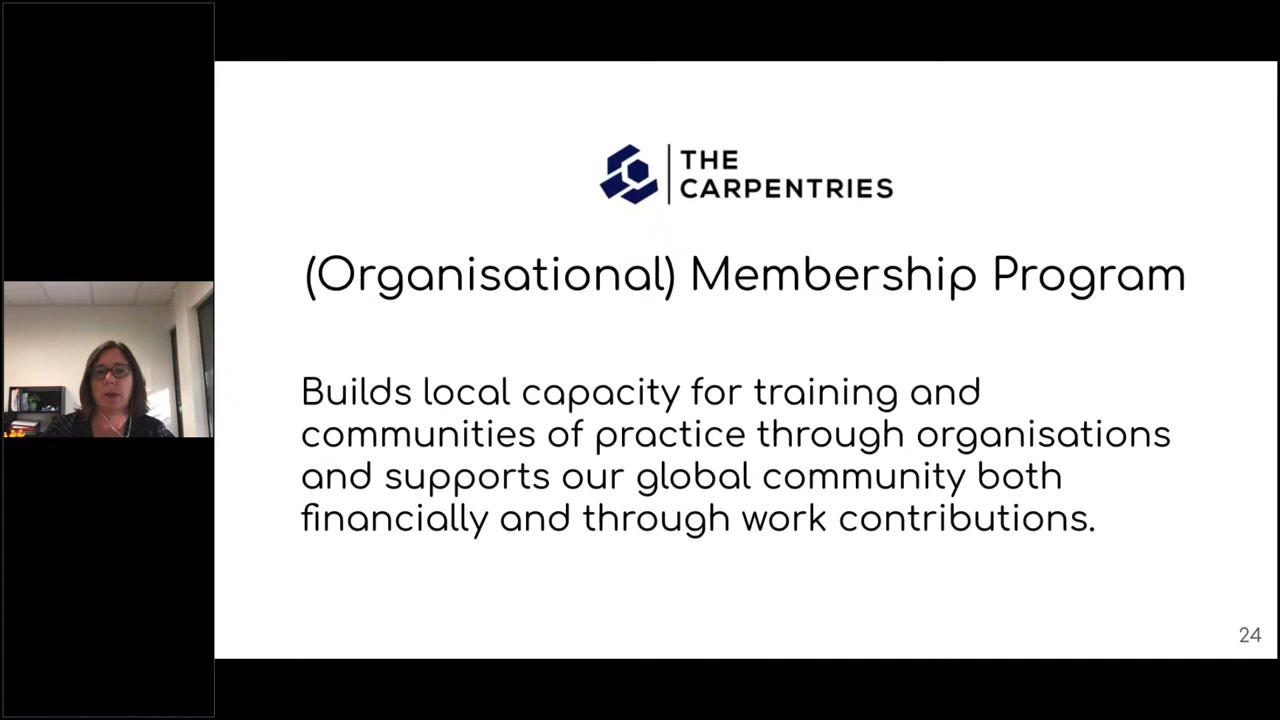 THE
CARPENTRIES
(Organisational) Membership Program
Builds local capacity for training and
communities of practice through organisations
and supports our global community both
financially and through work contributions.
24